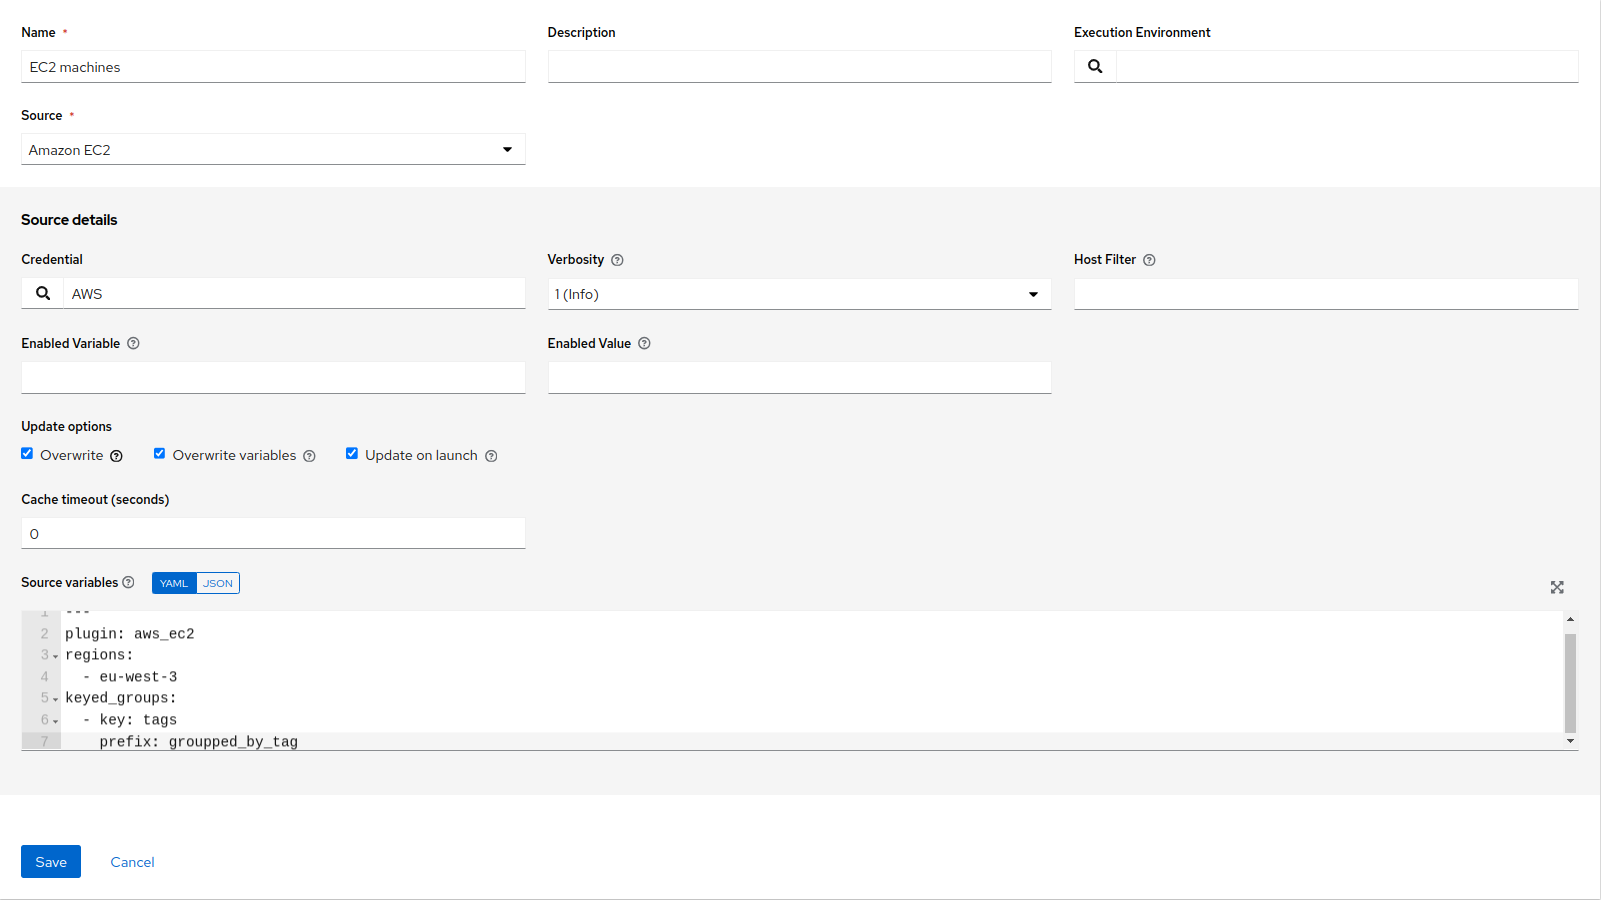 Name *
Description
Execution Environment
EC2 machines
Source *
Amazon EC2
Source details
Credential
Verbosity
Host Filter
AWS
1 (Info)
Enabled Variable
Enabled Value
Update options
Overwrite
Overwrite variables
Update on launch
Cache timeout (seconds)
0
Source variables
YAML
JSON
1 ---
2 plugin: aws_ec2
3 regions:
4   - eu-west-3
5 keyed_groups:
6   - key: tags
7     prefix: groupped_by_tag
Save
Cancel